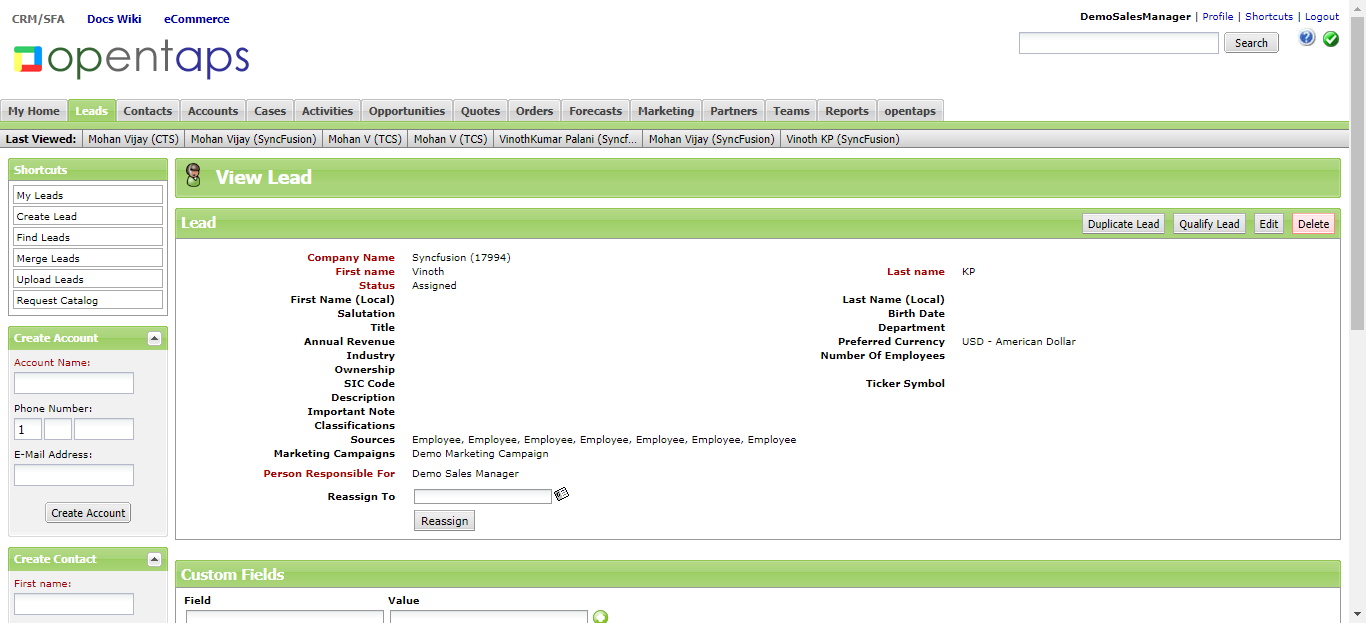 CRM/SFA Docs Wiki eCommerce
DemoSalesManager | Profile | Shortcuts | Logout
opentaps
Search
My Home Leads Contacts Accounts Cases Activities Opportunities Quotes Orders Forecasts Marketing Partners Teams Reports opentaps
Last Viewed: Mohan Vijay (CTS) Mohan Vijay (SyncFusion) Mohan V (TCS) Mohan V (TCS) VinothKumar Palani (Syncf... Mohan Vijay (SyncFusion) Vinoth KP (SyncFusion)
Shortcuts
My Leads
Create Lead
Find Leads
Merge Leads
Upload Leads
Request Catalog
Create Account
Account Name:
Phone Number:
1
E-Mail Address:
Create Account
Create Contact
First name:
View Lead
Lead
Duplicate Lead Qualify Lead Edit Delete
Company Name Syncfusion (17994)
First name Vinoth Last name KP
Status Assigned
First Name (Local) Last Name (Local)
Salutation Birth Date
Title Department
Annual Revenue Preferred Currency USD - American Dollar
Industry Number Of Employees
Ownership
SIC Code Ticker Symbol
Description
Important Note
Classifications
Sources Employee, Employee, Employee, Employee, Employee, Employee, Employee
Marketing Campaigns Demo Marketing Campaign
Person Responsible For Demo Sales Manager
Reassign To
Reassign
Custom Fields
Field Value